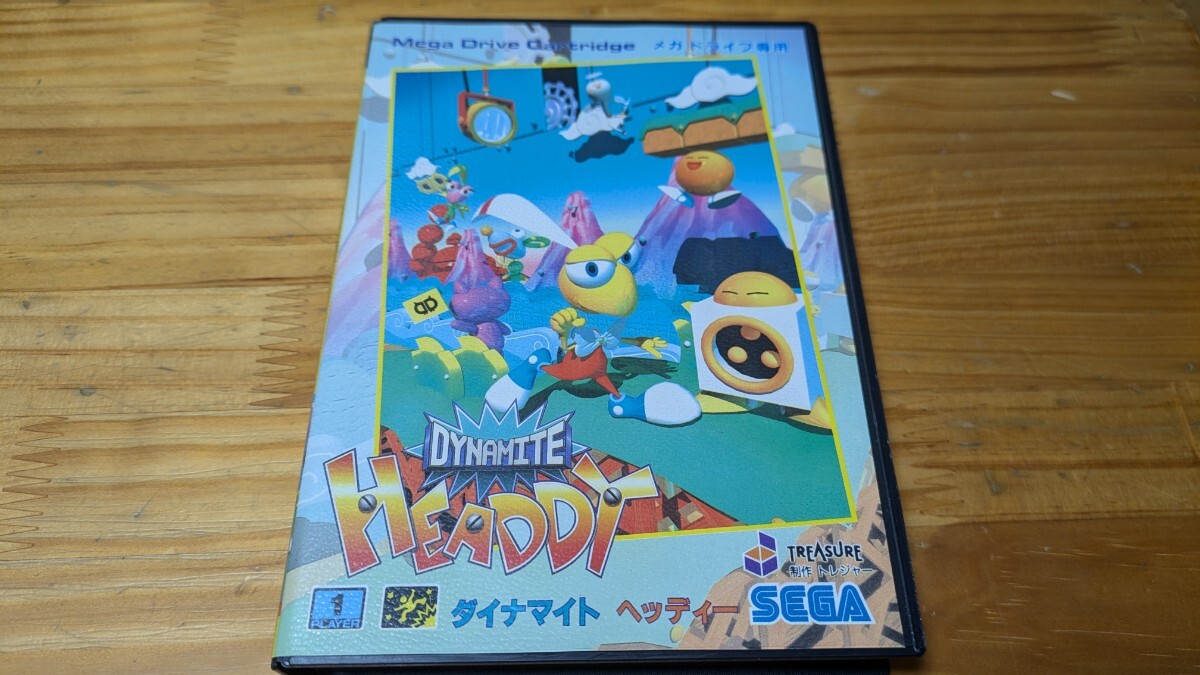 Mega Drive Cartridge メガドライブ専用
DYNAMITE
HEADDY
TREASURE
制作 トレジャー
1
PLAYER
ダイナマイト ヘッディー
SEGA